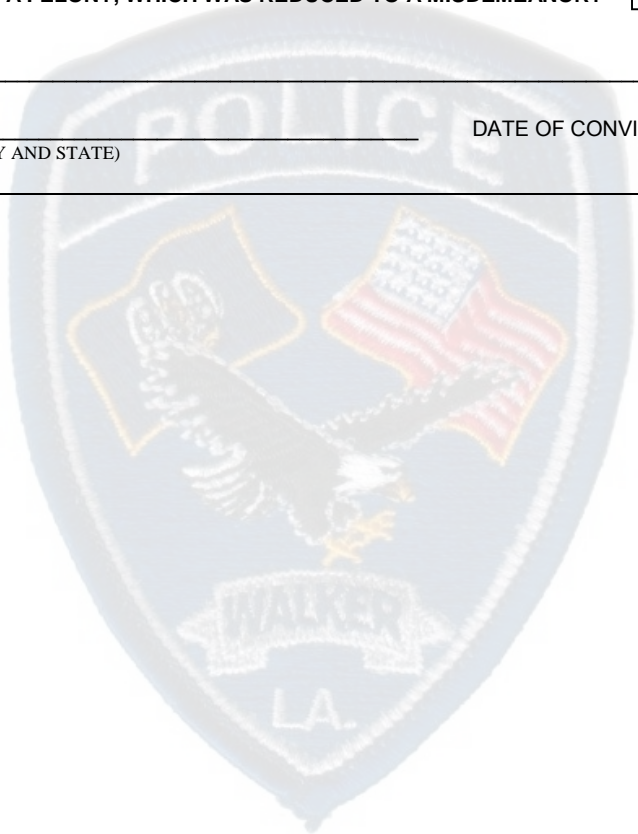 A FELONY, WHICH WAS REDUCED TO A MISDEMEANOR?
DATE OF CONVI
Y AND STATE)
POLICE
WALKER
LA.